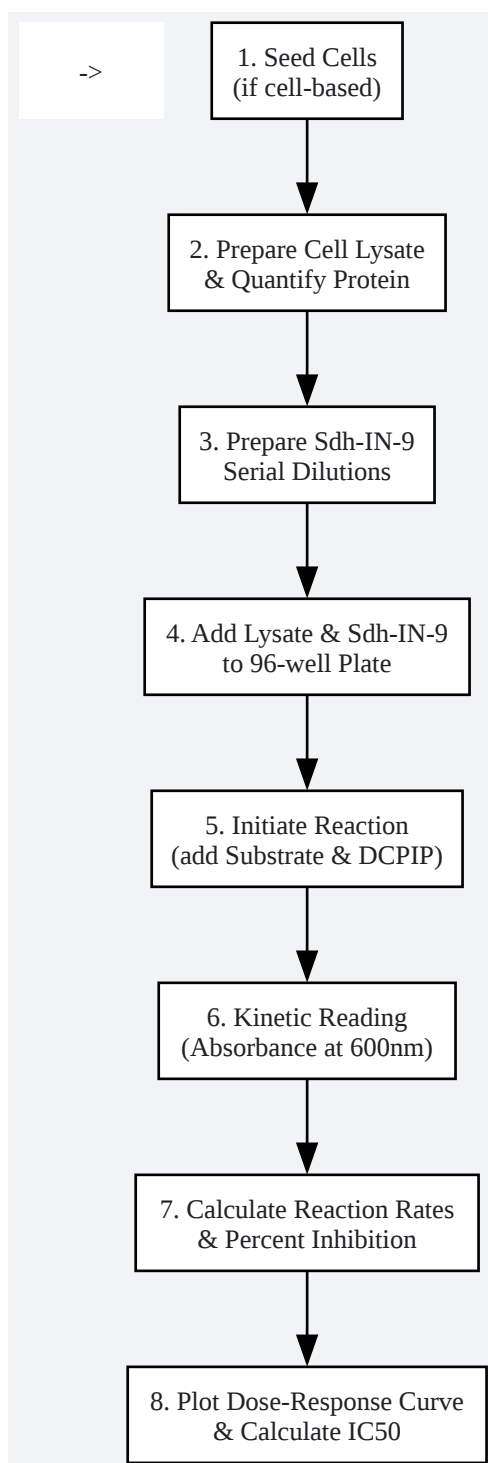 ->
1. Seed Cells
(if cell-based)
2. Prepare Cell Lysate
& Quantify Protein
3. Prepare Sdh-IN-9
Serial Dilutions
4. Add Lysate & Sdh-IN-9
to 96-well Plate
5. Initiate Reaction
(add Substrate & DCPIP)
6. Kinetic Reading
(Absorbance at 600nm)
7. Calculate Reaction Rates
& Percent Inhibition
8. Plot Dose-Response Curve
& Calculate IC50